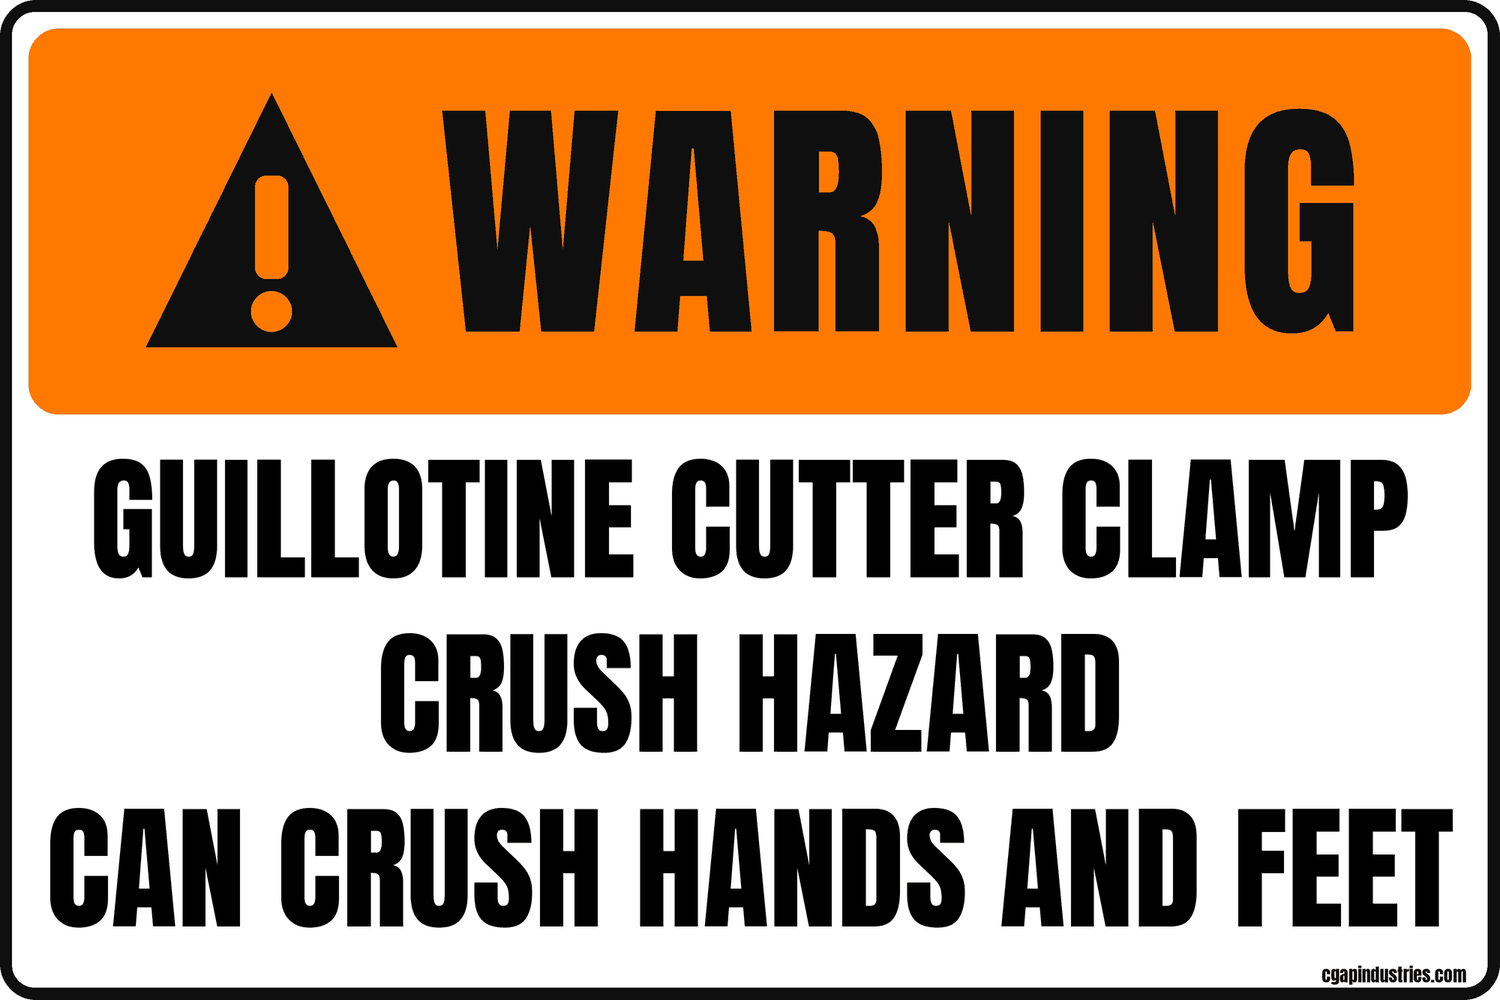 WARNING
GUILLOTINE CUTTER CLAMP
CRUSH HAZARD
CAN CRUSH HANDS AND FEET
cgapindustries.com